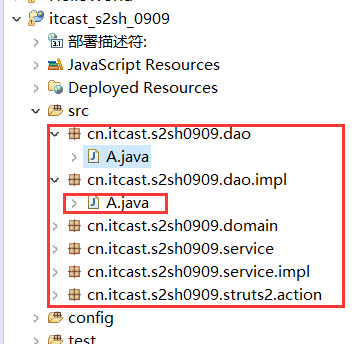 itcast_s2sh_0909
部署描述符:
JavaScript Resources
Deployed Resources
src
cn.itcast.s2sh0909.dao
A.java
cn.itcast.s2sh0909.dao.impl
A.java
cn.itcast.s2sh0909.domain
cn.itcast.s2sh0909.service
cn.itcast.s2sh0909.service.impl
cn.itcast.s2sh0909.struts2.action
config
test